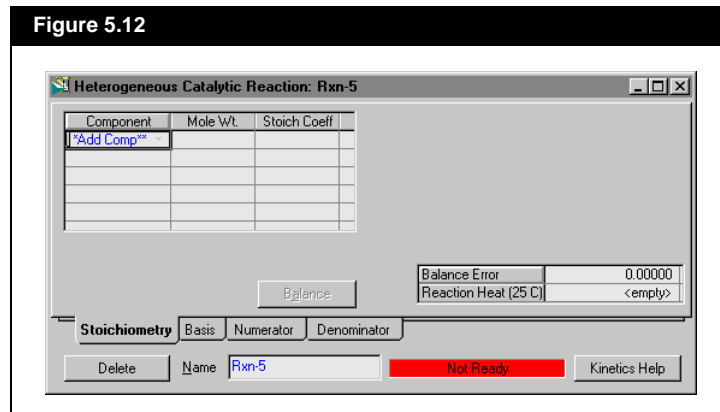 Figure 5.12
Heterogeneous Catalytic Reaction: Rxn-5
Component Mole Wt. Stoich Coeff
*Add Comp**
Balance
Balance Error 0.00000
Reaction Heat (25 C) <empty>
Stoichiometry Basis Numerator Denominator
Delete Name Rxn-5 Not Ready Kinetics Help